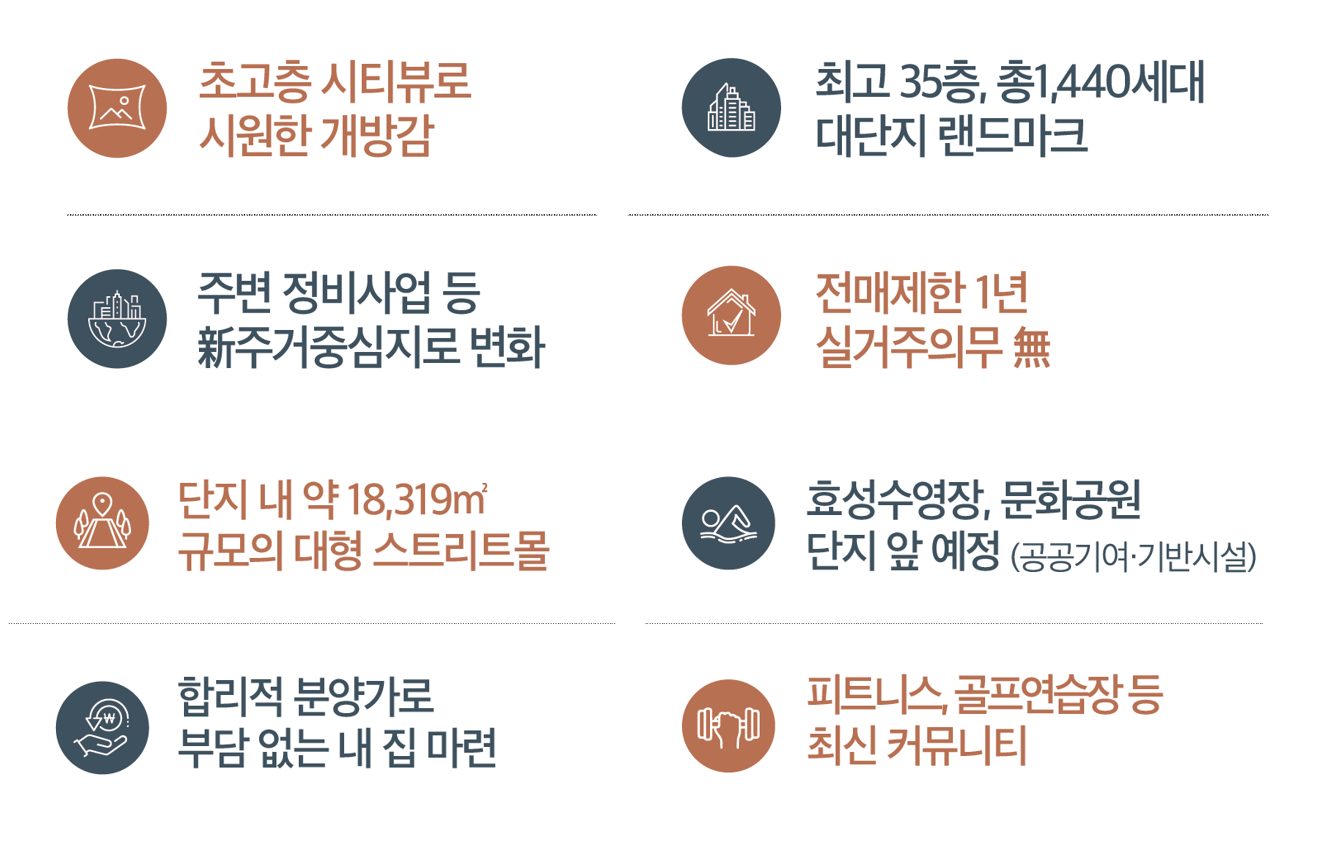 초고층 시티뷰로
시원한 개방감
최고 35층, 총1,440세대
대단지 랜드마크
주변 정비사업 등
新주거중심지로 변화
전매제한 1년
실거주의무 無
단지 내 약 18,319㎡
규모의 대형 스트리트몰
효성수영장, 문화공원
단지 앞 예정 (공공기여·기반시설)
합리적 분양가로
부담 없는 내 집 마련
피트니스, 골프연습장 등
최신 커뮤니티